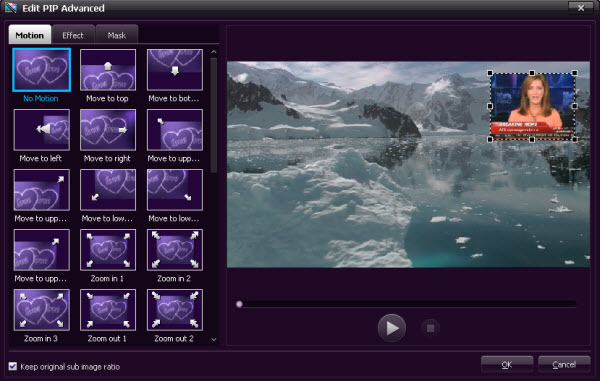 Edit PIP Advanced
Motion Effect Mask
No Motion Move to top Move to bot...
Move to left Move to right Move to upp...
Move to upp... Move to low... Move to low...
Move to upp... Zoom in 1 Zoom in 2
Zoom in 3 Zoom out 1 Zoom out 2
BREAKING NEWS
Keep original sub image ratio
OK Cancel